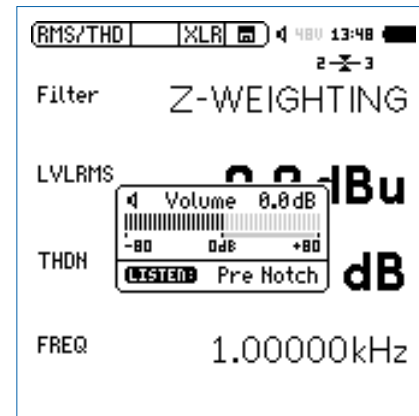 RMS/THD XLR 48V 13:48
2 3
Filter Z-WEIGHTING
LVLRMS dBu
Volume 0.0dB
-80 0dB +80
LISTEN: Pre Notch
THDN dB
FREQ 1.00000kHz